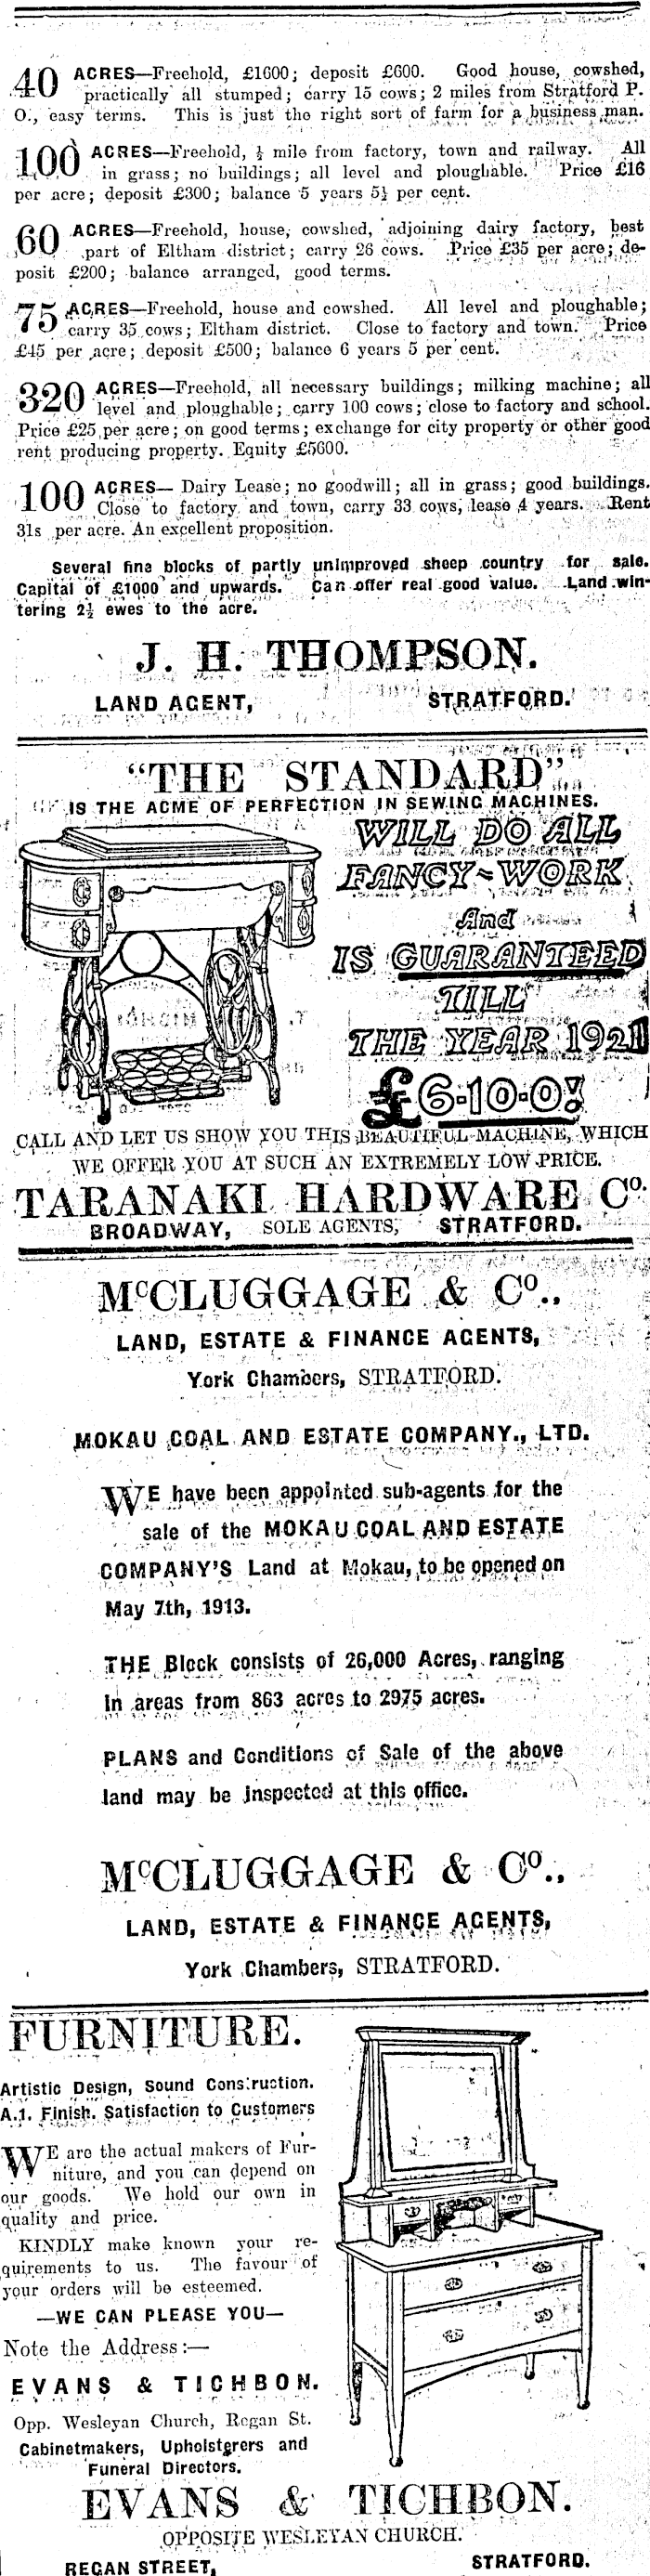 40 ACRES—Freehold, £1600; deposit £600. Good house, cowshed,
practically all stumped; carry 15 cows; 2 miles from Stratford P.
O., easy terms. This is just the right sort of farm for a business man.
100 ACRES—Freehold, ½ mile from factory, town and railway. All
in grass; no buildings; all level and ploughable. Price £16
per acre; deposit £300; balance 5 years 5½ per cent.
60 ACRES—Freehold, house, cowshed, adjoining dairy factory, best
part of Eltham district; carry 26 cows. Price £35 per acre; de-
posit £200; balance arranged, good terms.
75 ACRES—Freehold, house and cowshed. All level and ploughable;
carry 35 cows; Eltham district. Close to factory and town. Price
£45 per acre; deposit £500; balance 6 years 5 per cent.
320 ACRES—Freehold, all necessary buildings; milking machine; all
level and ploughable; carry 100 cows; close to factory and school.
Price £25 per acre; on good terms; exchange for city property or other good
rent producing property. Equity £5600.
100 ACRES— Dairy Lease; no goodwill; all in grass; good buildings.
Close to factory and town, carry 33 cows, lease 4 years. Rent
31s per acre. An excellent proposition.
Several fine blocks of partly unimproved sheep country for sale.
Capital of £1000 and upwards. Can offer real good value. Land win-
tering 2½ ewes to the acre.
J. H. THOMPSON.
LAND AGENT, STRATFORD.
"THE STANDARD"
IS THE ACME OF PERFECTION IN SEWING MACHINES.
WILL DO ALL
FANCY-WORK
And
IS GUARANTEED
TILL
THE YEAR 1921
£6-10-0!
CALL AND LET US SHOW YOU THIS BEAUTIFUL MACHINE, WHICH
WE OFFER YOU AT SUCH AN EXTREMELY LOW PRICE.
TARANAKI HARDWARE Co.
BROADWAY, SOLE AGENTS, STRATFORD.
McCLUGGAGE & Co.,
LAND, ESTATE & FINANCE AGENTS,
York Chambers, STRATFORD.
MOKAU COAL AND ESTATE COMPANY., LTD.
WE have been appointed sub-agents for the
sale of the MOKAU COAL AND ESTATE
COMPANY'S Land at Mokau, to be opened on
May 7th, 1913.
THE Block consists of 26,000 Acres, ranging
in areas from 863 acres to 2975 acres.
PLANS and Conditions of Sale of the above
land may be inspected at this office.
McCLUGGAGE & Co.,
LAND, ESTATE & FINANCE AGENTS,
York Chambers, STRATFORD.
FURNITURE.
Artistic Design, Sound Construction.
A.1. Finish. Satisfaction to Customers
WE are the actual makers of Fur-
niture, and you can depend on
our goods. We hold our own in
quality and price.
KINDLY make known your re-
quirements to us. The favour of
your orders will be esteemed.
—WE CAN PLEASE YOU—
Note the Address:—
EVANS & TICHBON.
Opp. Wesleyan Church, Regan St.
Cabinetmakers, Upholsterers and
Funeral Directors.
EVANS & TICHBON.
OPPOSITE WESLEYAN CHURCH.
REGAN STREET, STRATFORD.